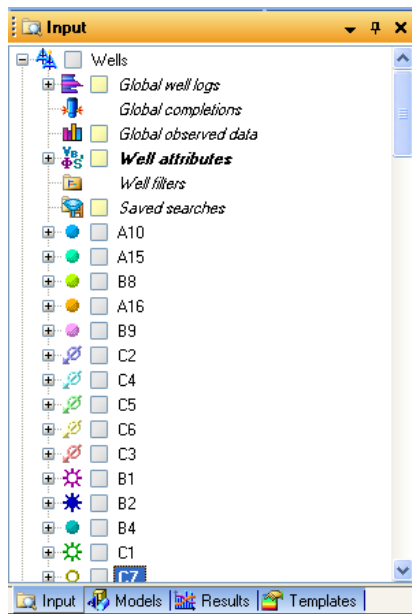 Input
Wells
Global well logs
Global completions
Global observed data
Well attributes
Well filters
Saved searches
A10
A15
B8
A16
B9
C2
C4
C5
C6
C3
B1
B2
B4
C1
C7
Input Models Results Templates